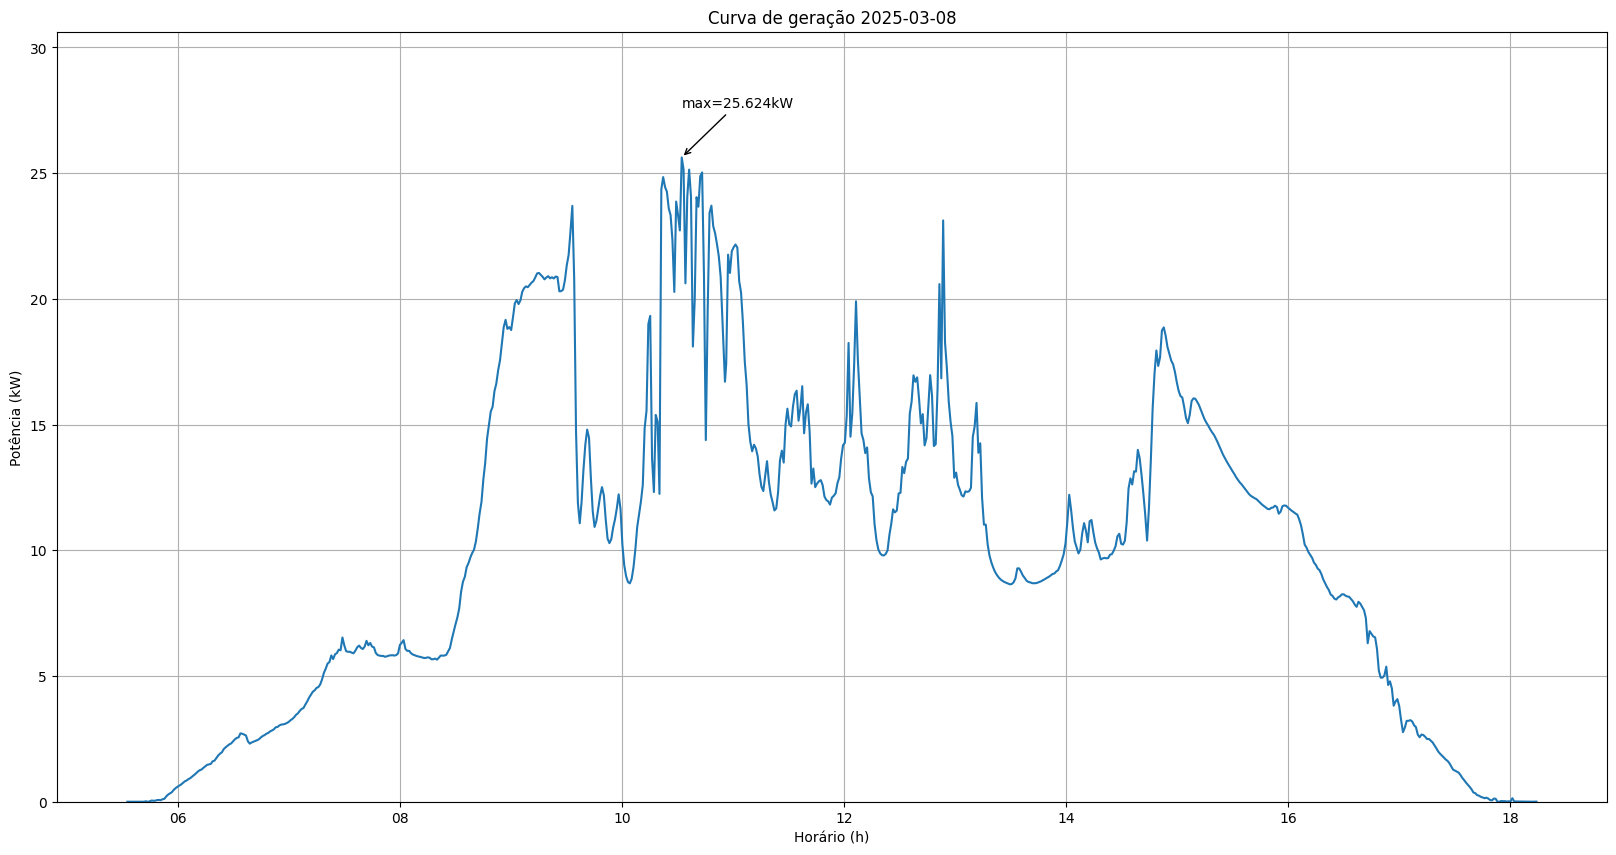 Curva de geração 2025-03-08
30
max=25.624kW
25
20
15
10
5
0
Potência (kW)
06 08 10 12 14 16 18
Horário (h)